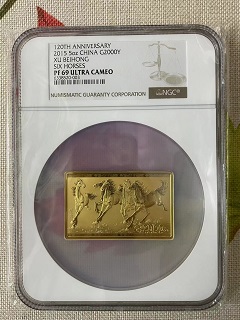 120TH ANNIVERSARY
2015 5oz CHINA G2000Y
XU BEIHONG
SIX HORSES
PF 69 ULTRA CAMEO
NUMISMATIC GUARANTY CORPORATION
NGC